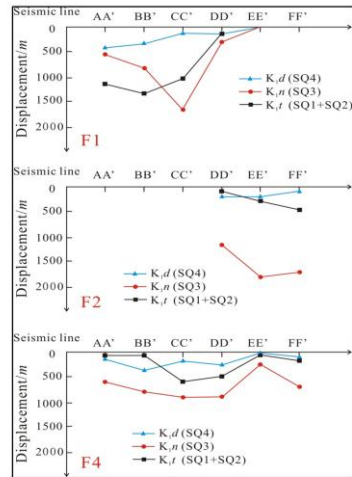 Seismic line AA' BB' CC' DD' EE' FF'
0
500
1000
1500
2000
Displacement/m
K₁d (SQ4)
K₁n (SQ3)
K₁t (SQ1+SQ2)
F1
Seismic line AA' BB' CC' DD' EE' FF'
0
500
1000
1500
2000
Displacement/m
K₁d (SQ4)
K₁n (SQ3)
K₁t (SQ1+SQ2)
F2
Seismic line AA' BB' CC' DD' EE' FF'
0
500
1000
1500
2000
Displacement/m
K₁d (SQ4)
K₁n (SQ3)
K₁t (SQ1+SQ2)
F4